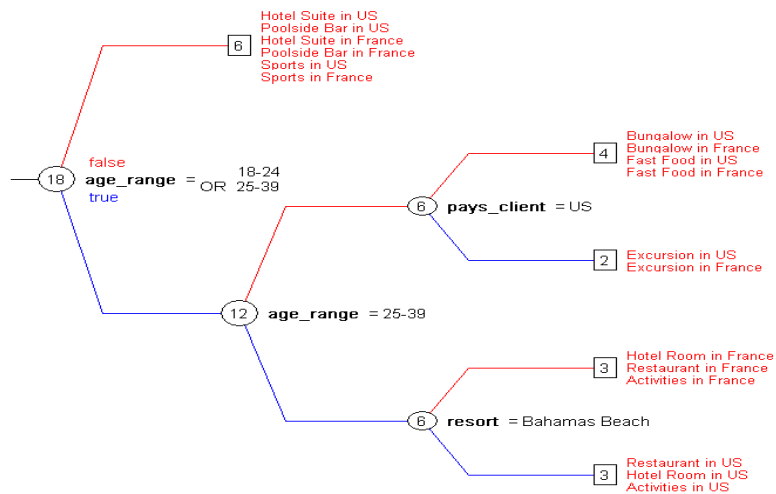 Hotel Suite in US
Poolside Bar in US
Hotel Suite in France
Poolside Bar in France
Sports in US
Sports in France
6
false
18 age_range = 18-24
OR 25-39
true
Bungalow in US
Bungalow in France
Fast Food in US
Fast Food in France
4
6 pays_client = US
2
Excursion in US
Excursion in France
12 age_range = 25-39
Hotel Room in France
Restaurant in France
Activities in France
3
6 resort = Bahamas Beach
Restaurant in US
Hotel Room in US
Activities in US
3